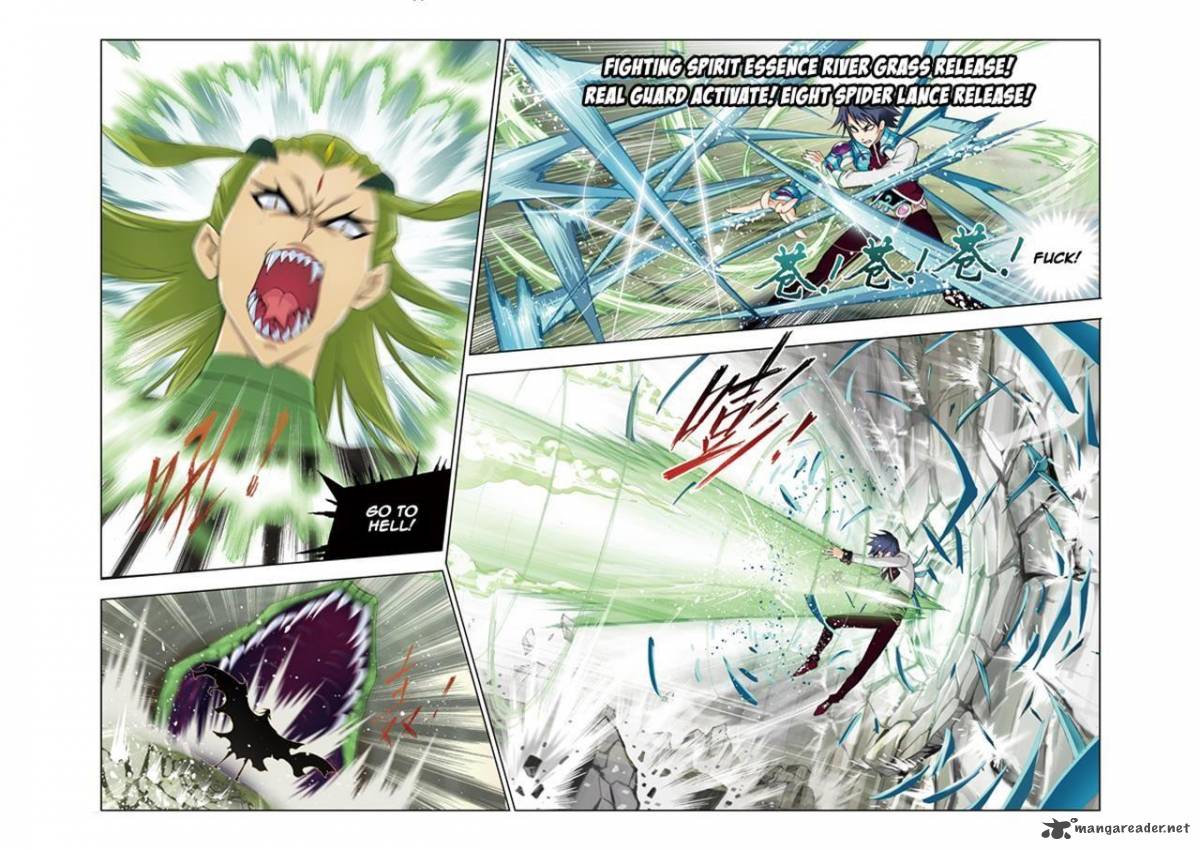 FIGHTING SPIRIT ESSENCE RIVER GRASS RELEASE!
REAL GUARD ACTIVATE! EIGHT SPIDER LANCE RELEASE!
苍!苍!苍!
FUCK!
GO TO
HELL!
嘭!
mangareader.net